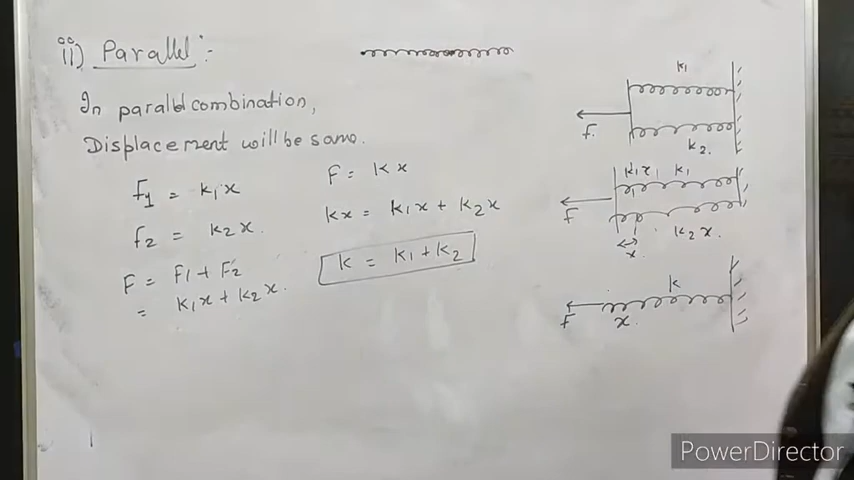 ii) Parallel :-
In parallel combination,
Displacement will be same.
F1 = k1x
F2 = k2x.
F = F1 + F2
= k1x + k2x.
F = kx
kx = k1x + k2x
k = k1 + k2
k1
F.
k2.
k1x, k1
F
k2x.
x.
k
F
x.
PowerDirector